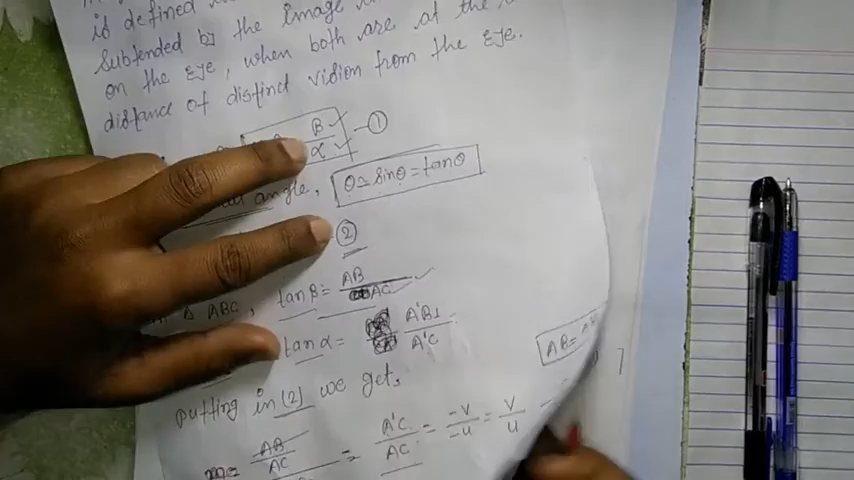 is defined
subtended by the image
on the Eye, when both are at the
distance of distinct vision from the Eye.
β
α — ①
angle, θ ≃ sinθ = tanθ
②
Δ ABC, tanβ = AB/AC
tanα = A'B1/A'C
putting in (2) we get,
AB/AC = A'C/AC = -v/-u = v/u
AB =